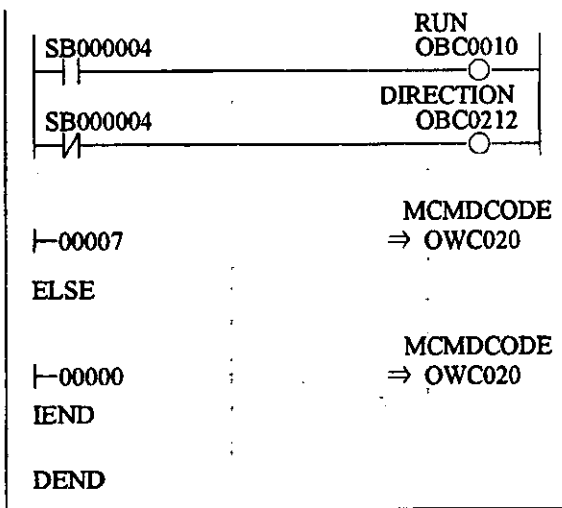 RUN
SB000004 OBC0010
DIRECTION
SB000004 OBC0212
MCMDCODE
⊢00007 ⇒ OWC020
ELSE
MCMDCODE
⊢00000 ⇒ OWC020
IEND
DEND